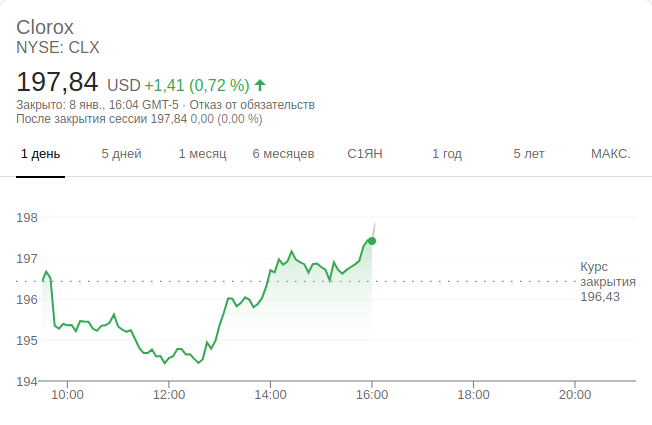 Clorox
NYSE: CLX
197,84 USD +1,41 (0,72 %)
Закрыто: 8 янв., 16:04 GMT-5 · Отказ от обязательств
После закрытия сессии 197,84 0,00 (0,00 %)
1 день 5 дней 1 месяц 6 месяцев С1ЯН 1 год 5 лет МАКС.
198
197
196
195
194
Курс
закрытия
196,43
10:00 12:00 14:00 16:00 18:00 20:00